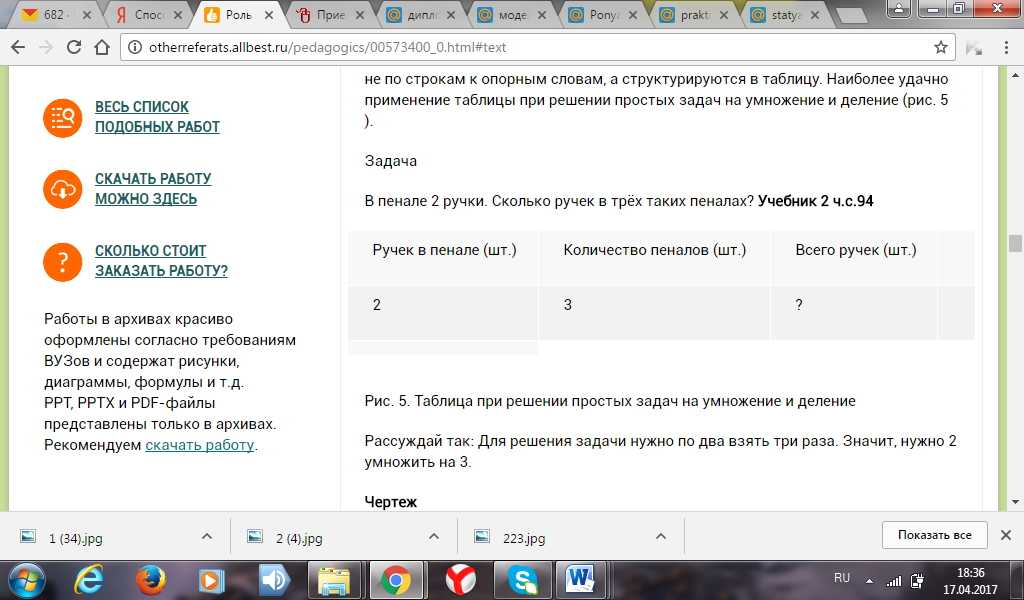 682 -
Спос
Роль
Прие
дипл
моде
Ponya
prakti
statya
otherreferats.allbest.ru/pedagogics/00573400_0.html#text
ВЕСЬ СПИСОК
ПОДОБНЫХ РАБОТ
СКАЧАТЬ РАБОТУ
МОЖНО ЗДЕСЬ
СКОЛЬКО СТОИТ
ЗАКАЗАТЬ РАБОТУ?
Работы в архивах красиво
оформлены согласно требованиям
ВУЗов и содержат рисунки,
диаграммы, формулы и т.д.
PPT, PPTX и PDF-файлы
представлены только в архивах.
Рекомендуем скачать работу.
не по строкам к опорным словам, а структурируются в таблицу. Наиболее удачно
применение таблицы при решении простых задач на умножение и деление (рис. 5
).
Задача
В пенале 2 ручки. Сколько ручек в трёх таких пеналах? Учебник 2 ч.с.94
Ручек в пенале (шт.) Количество пеналов (шт.) Всего ручек (шт.)
2 3 ?
Рис. 5. Таблица при решении простых задач на умножение и деление
Рассуждай так: Для решения задачи нужно по два взять три раза. Значит, нужно 2
умножить на 3.
Чертеж
1 (34).jpg
2 (4).jpg
223.jpg
Показать все
RU
18:36
17.04.2017